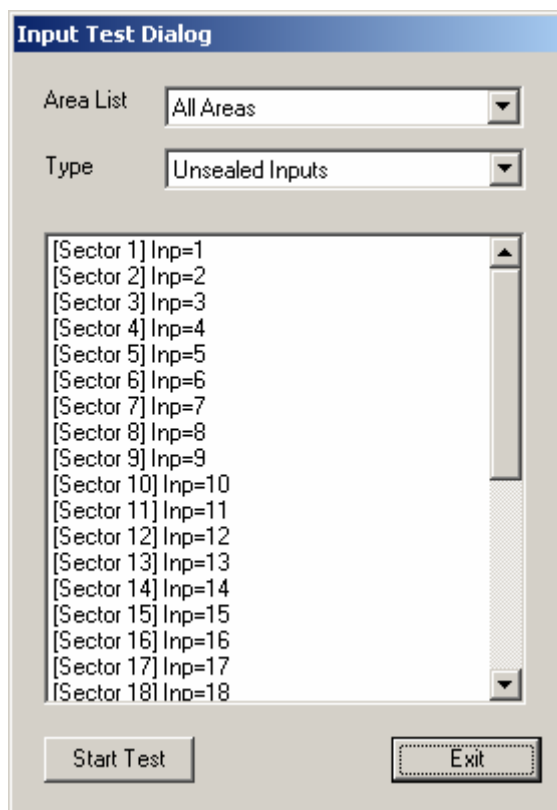 Input Test Dialog
Area List All Areas
Type Unsealed Inputs
[Sector 1] Inp=1
[Sector 2] Inp=2
[Sector 3] Inp=3
[Sector 4] Inp=4
[Sector 5] Inp=5
[Sector 6] Inp=6
[Sector 7] Inp=7
[Sector 8] Inp=8
[Sector 9] Inp=9
[Sector 10] Inp=10
[Sector 11] Inp=11
[Sector 12] Inp=12
[Sector 13] Inp=13
[Sector 14] Inp=14
[Sector 15] Inp=15
[Sector 16] Inp=16
[Sector 17] Inp=17
[Sector 18] Inp=18
Start Test Exit